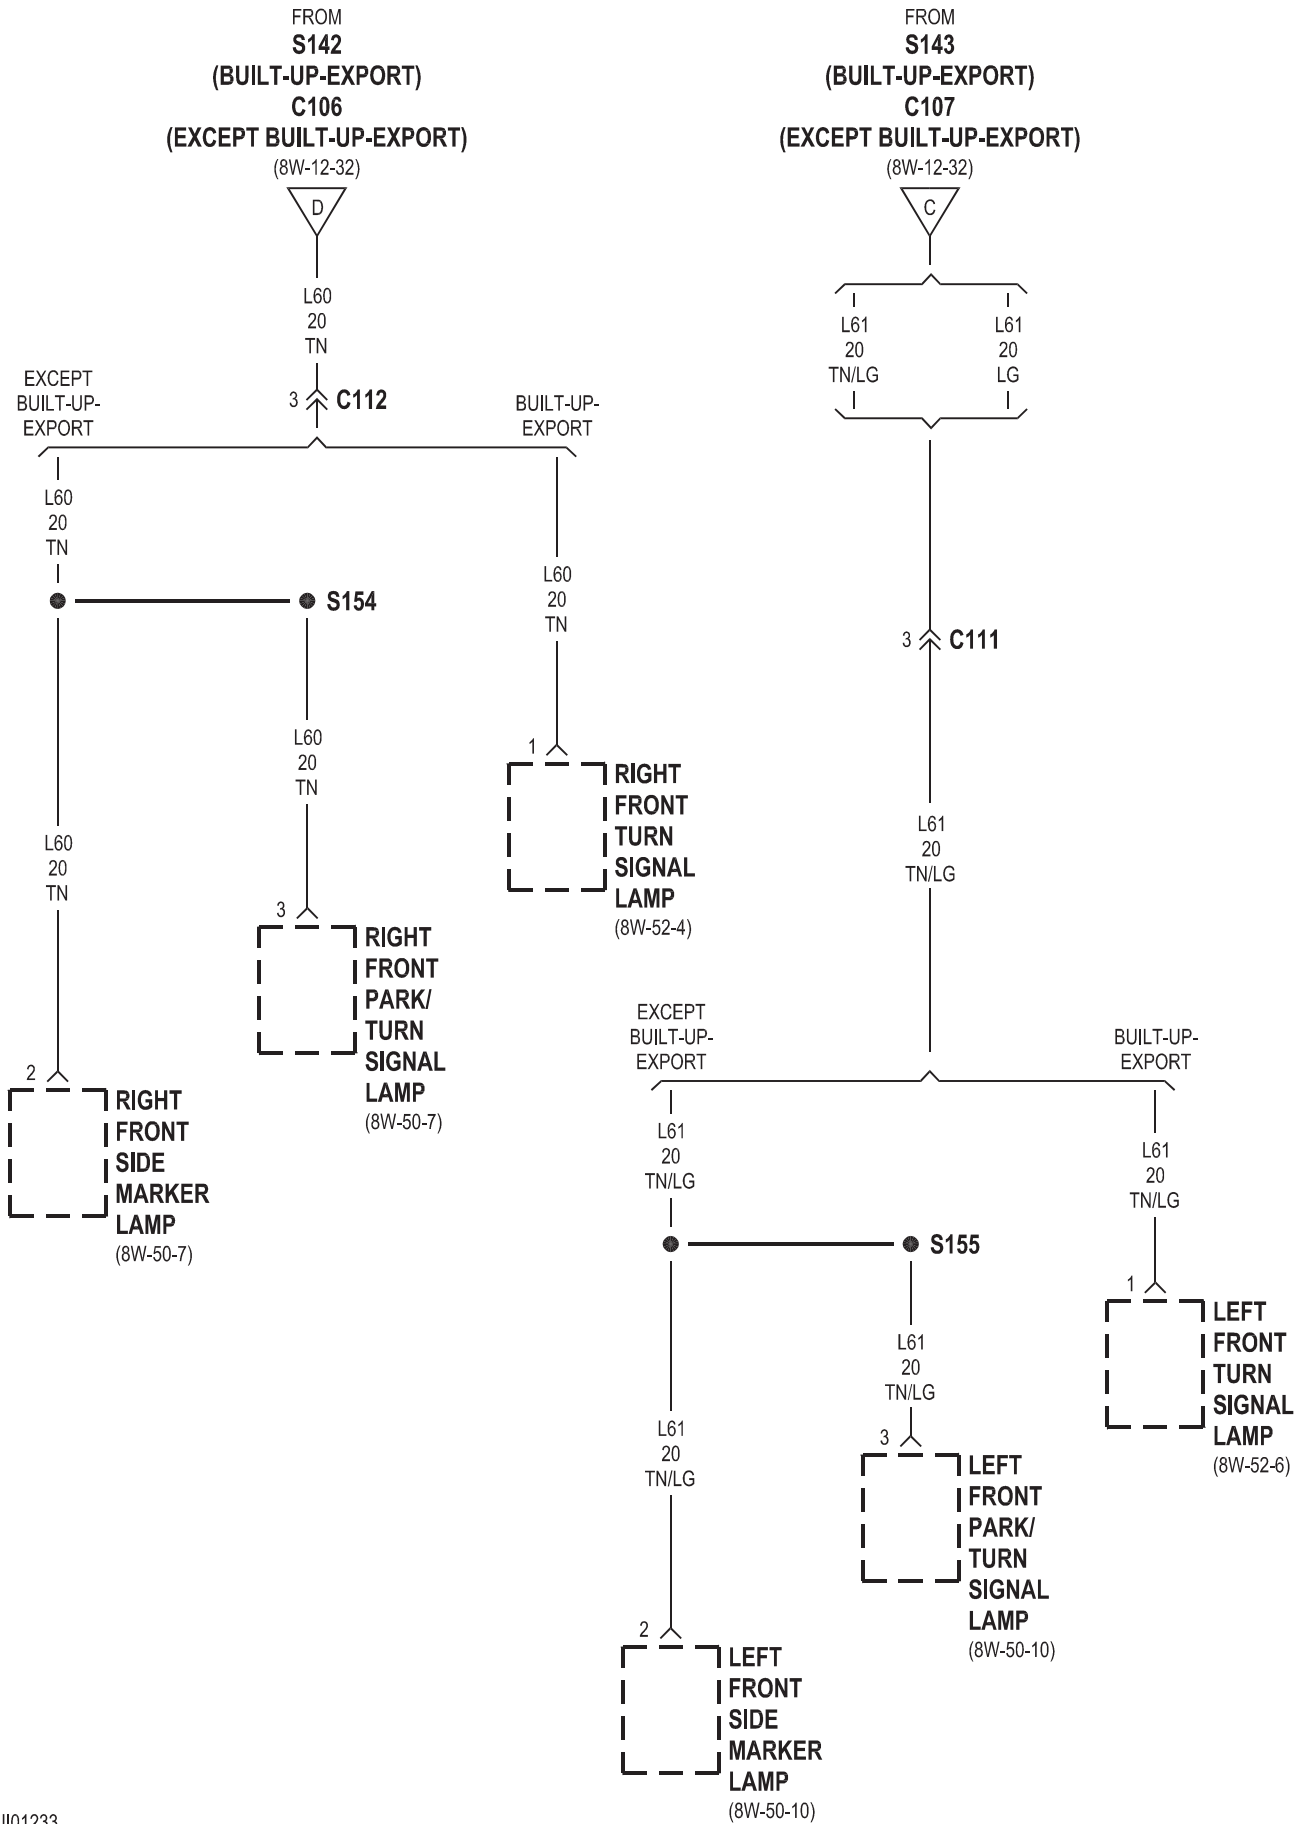 FROM
S142
(BUILT-UP-EXPORT)
C106
(EXCEPT BUILT-UP-EXPORT)
(8W-12-32)
D
L60
20
TN
3
C112
EXCEPT
BUILT-UP-
EXPORT
BUILT-UP-
EXPORT
L60
20
TN
S154
L60
20
TN
L60
20
TN
L60
20
TN
1
RIGHT
FRONT
TURN
SIGNAL
LAMP
(8W-52-4)
3
RIGHT
FRONT
PARK/
TURN
SIGNAL
LAMP
(8W-50-7)
2
RIGHT
FRONT
SIDE
MARKER
LAMP
(8W-50-7)
FROM
S143
(BUILT-UP-EXPORT)
C107
(EXCEPT BUILT-UP-EXPORT)
(8W-12-32)
C
L61
20
TN/LG
L61
20
LG
3
C111
L61
20
TN/LG
EXCEPT
BUILT-UP-
EXPORT
BUILT-UP-
EXPORT
L61
20
TN/LG
L61
20
TN/LG
S155
1
LEFT
FRONT
TURN
SIGNAL
LAMP
(8W-52-6)
L61
20
TN/LG
3
LEFT
FRONT
PARK/
TURN
SIGNAL
LAMP
(8W-50-10)
L61
20
TN/LG
2
LEFT
FRONT
SIDE
MARKER
LAMP
(8W-50-10)